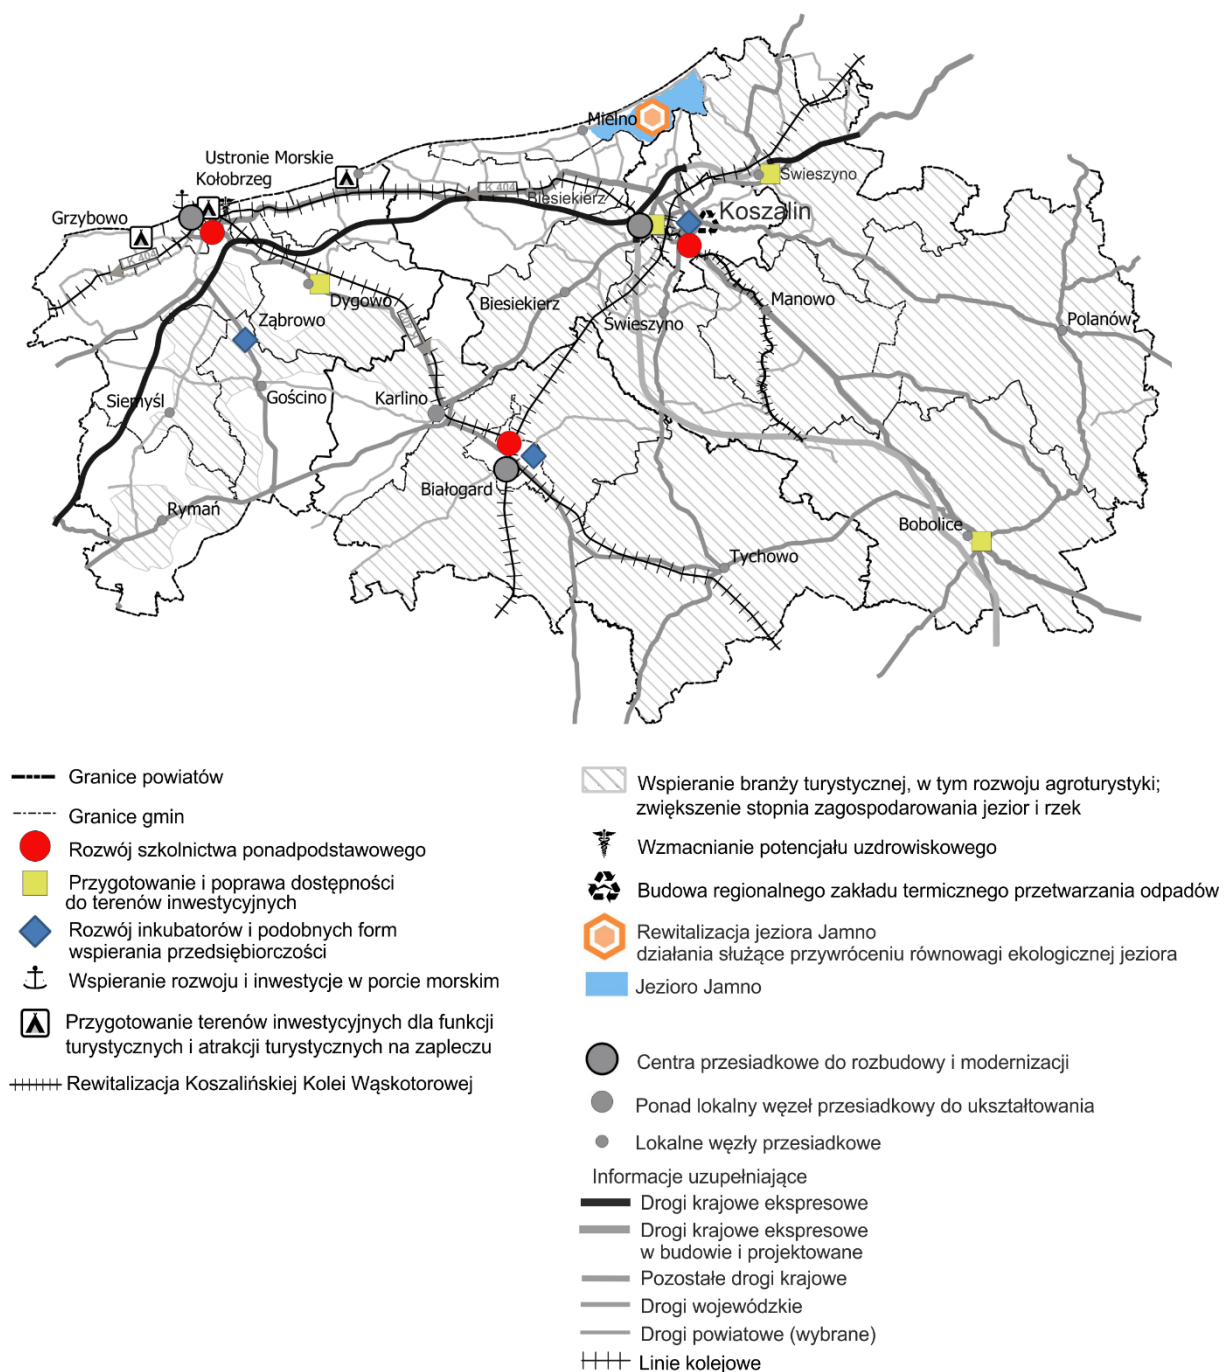 Mielno
Ustronie Morskie
Kołobrzeg
Świeszyno
K 404
Biesiekierz
Koszalin
Grzybowo
K 404
Dygowo
Biesiekierz
Manowo
Ząbrowo
Świeszyno
Polanów
K 402
Siemyśl
Gościno
Karlino
Białogard
Rymań
Bobolice
Tychowo
Granice powiatów
Granice gmin
Rozwój szkolnictwa ponadpodstawowego
Przygotowanie i poprawa dostępności
do terenów inwestycyjnych
Rozwój inkubatorów i podobnych form
wspierania przedsiębiorczości
Wspieranie rozwoju i inwestycje w porcie morskim
Przygotowanie terenów inwestycyjnych dla funkcji
turystycznych i atrakcji turystycznych na zapleczu
Rewitalizacja Koszalińskiej Kolei Wąskotorowej
Wspieranie branży turystycznej, w tym rozwoju agroturystyki;
zwiększenie stopnia zagospodarowania jezior i rzek
Wzmacnianie potencjału uzdrowiskowego
Budowa regionalnego zakładu termicznego przetwarzania odpadów
Rewitalizacja jeziora Jamno
działania służące przywróceniu równowagi ekologicznej jeziora
Jezioro Jamno
Centra przesiadkowe do rozbudowy i modernizacji
Ponad lokalny węzeł przesiadkowy do ukształtowania
Lokalne węzły przesiadkowe
Informacje uzupełniające
Drogi krajowe ekspresowe
Drogi krajowe ekspresowe
w budowie i projektowane
Pozostałe drogi krajowe
Drogi wojewódzkie
Drogi powiatowe (wybrane)
Linie kolejowe